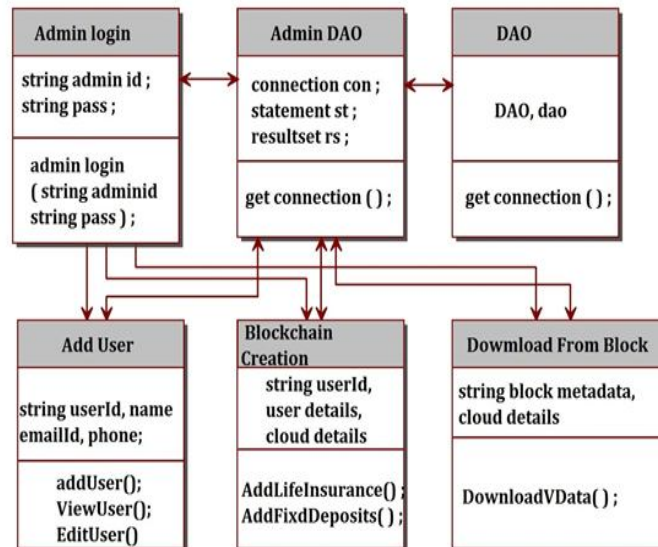 Admin login
string admin id ;
string pass ;
admin login
( string adminid
string pass ) ;
Admin DAO
connection con ;
statement st ;
resultset rs ;
get connection ( ) ;
DAO
DAO, dao
get connection ( ) ;
Add User
string userId, name
emailId, phone;
addUser();
ViewUser();
EditUser()
Blockchain
Creation
string userId,
user details,
cloud details
AddLifeInsurance() ;
AddFixdDeposits( ) ;
Dowmload From Block
string block metadata,
cloud details
DownloadVData( ) ;